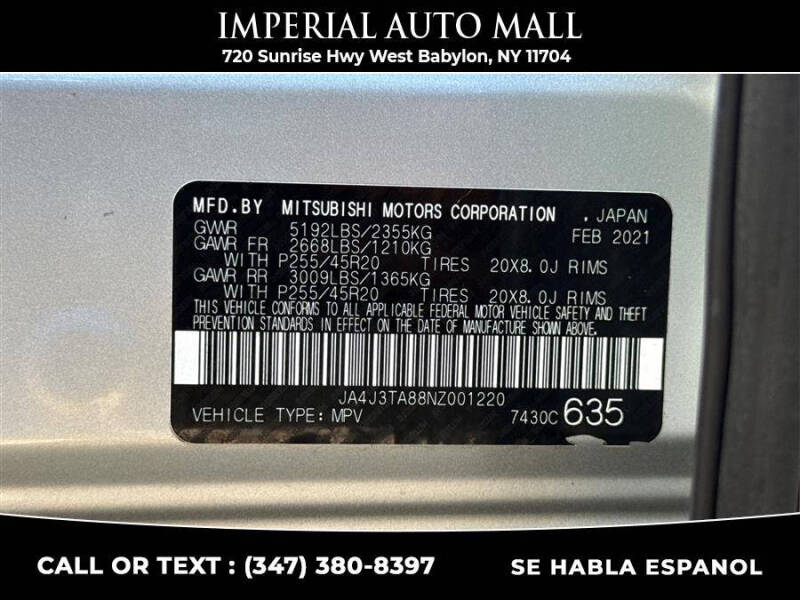 IMPERIAL AUTO MALL
720 Sunrise Hwy West Babylon, NY 11704
MFD.BY MITSUBISHI MOTORS CORPORATION . JAPAN
GWWR 5192LBS/2355KG FEB 2021
GAWR FR 2668LBS/1210KG
WITH P255/45R20 TIRES 20X8.0J RIMS
GAWR RR 3009LBS/1365KG
WITH P255/45R20 TIRES 20X8.0J RIMS
THIS VEHICLE CONFORMS TO ALL APPLICABLE FEDERAL MOTOR VEHICLE SAFETY AND THEFT
PREVENTION STANDARDS IN EFFECT ON THE DATE OF MANUFACTURE SHOWN ABOVE.
JA4J3TA88NZ001220
VEHICLE TYPE: MPV 7430C 635
CALL OR TEXT : (347) 380-8397 SE HABLA ESPANOL